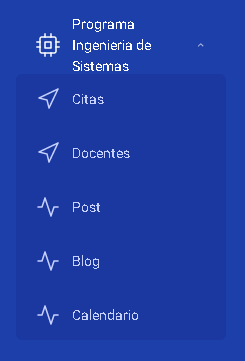 Programa
Ingenieria de
Sistemas
Citas
Docentes
Post
Blog
Calendario